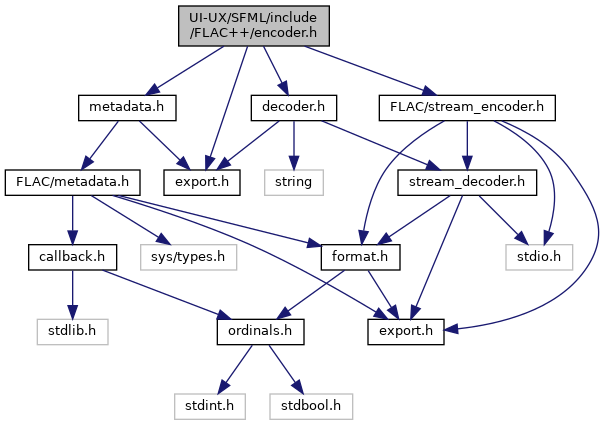 UI-UX/SFML/include
/FLAC++/encoder.h
metadata.h
decoder.h
FLAC/stream_encoder.h
FLAC/metadata.h
export.h
string
stream_decoder.h
callback.h
sys/types.h
format.h
stdio.h
stdlib.h
ordinals.h
export.h
stdint.h
stdbool.h